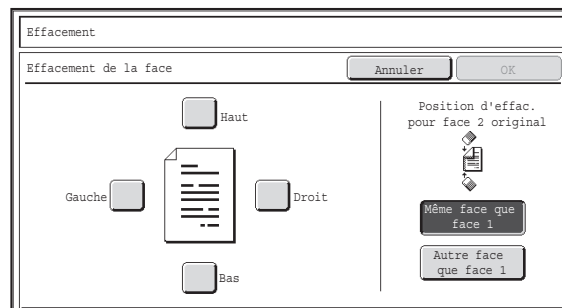 Effacement
Effacement de la face
Annuler
OK
Haut
Gauche
Droit
Bas
Position d'effac.
pour face 2 original
Même face que
face 1
Autre face
que face 1